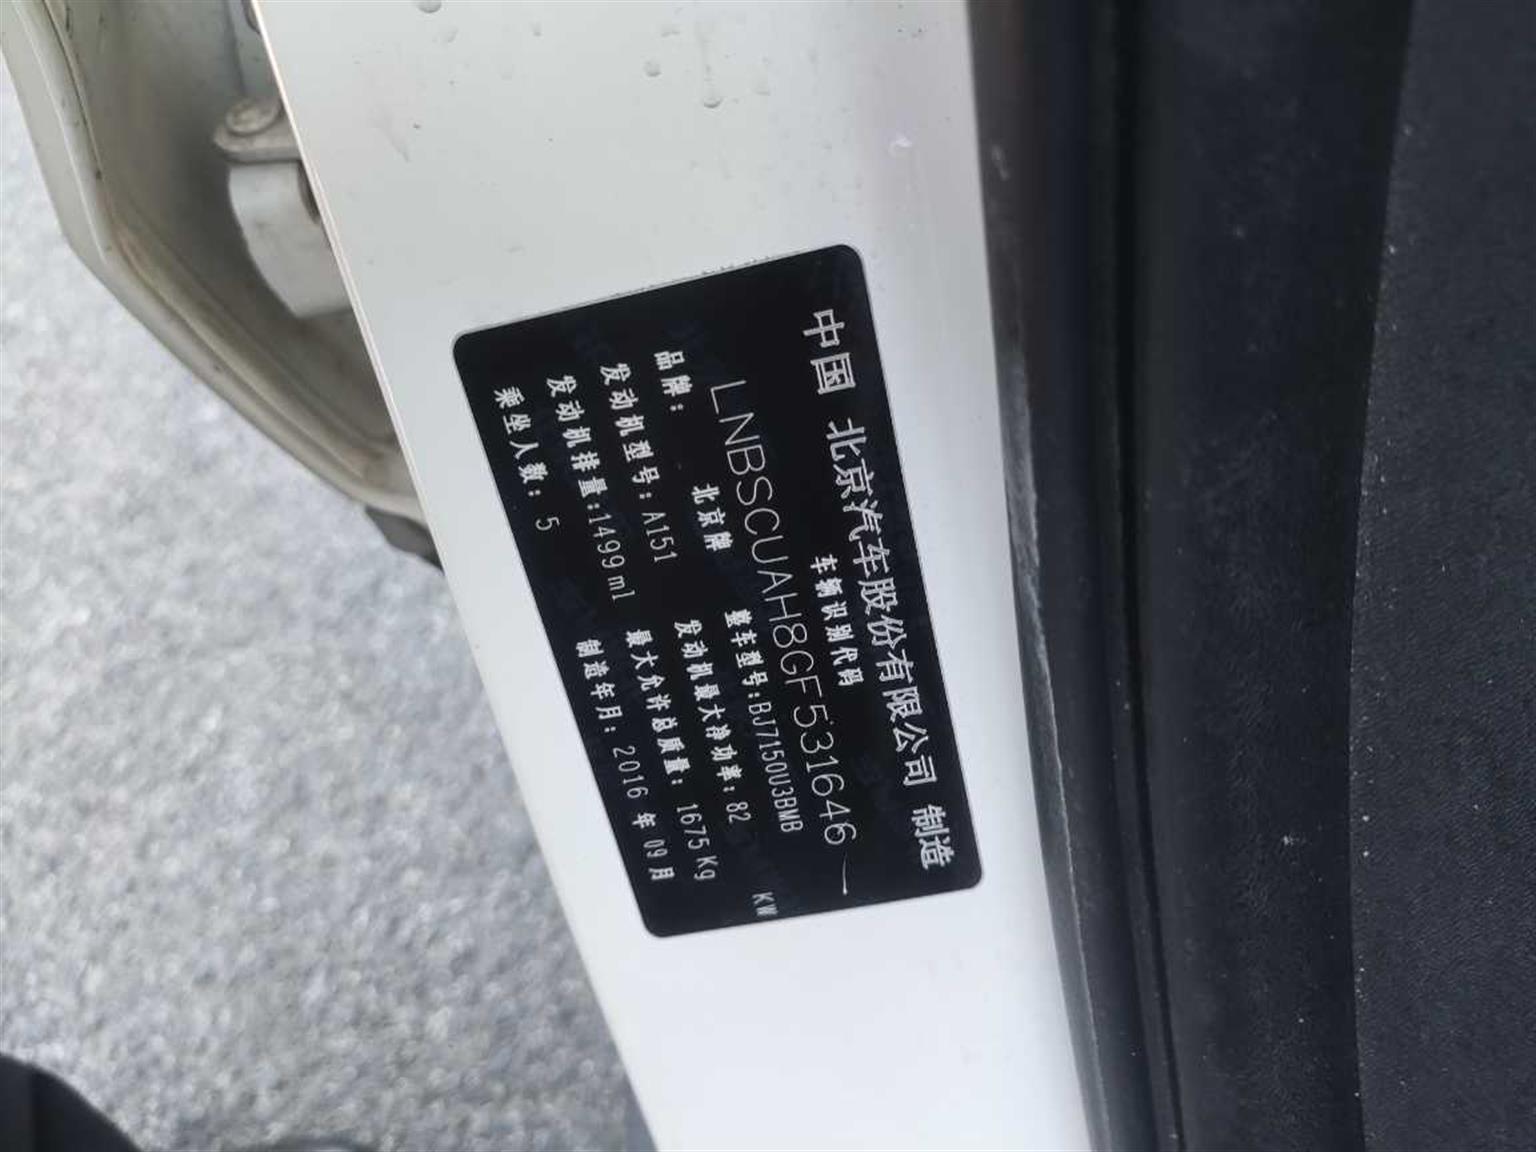 中国 北京汽车股份有限公司 制造
车辆识别代码
LNBSCUAH8GF531646
品牌： 北京牌 整车型号：BJ7150U3BMB
发动机型号：A151 发动机最大净功率：82 KW
发动机排量：1499ml 最大允许总质量：1675Kg
乘坐人数：5 制造年月：2016年09月